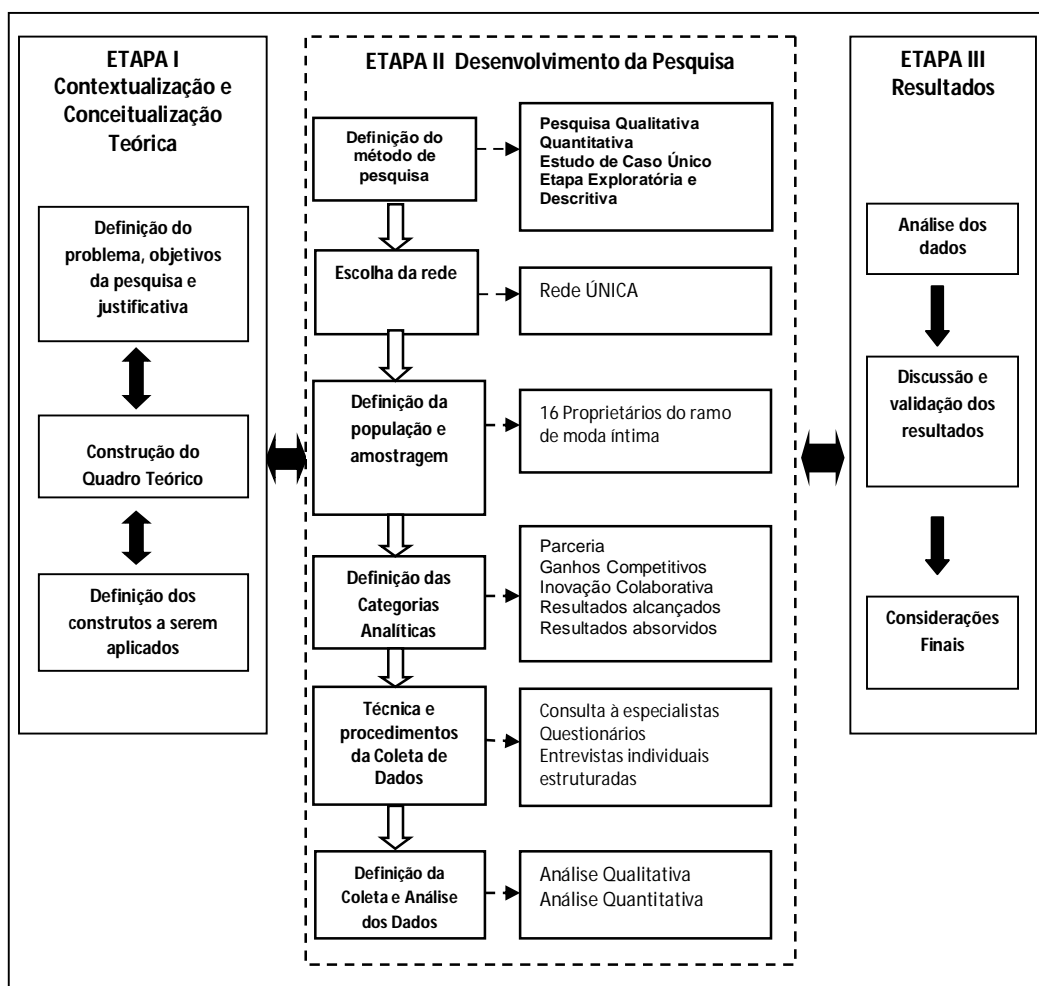 ETAPA I
Contextualização e
Conceitualização
Teórica
Definição do
problema, objetivos
da pesquisa e
justificativa
Construção do
Quadro Teórico
Definição dos
construtos a serem
aplicados
ETAPA II Desenvolvimento da Pesquisa
Definição do
método de
pesquisa
Pesquisa Qualitativa
Quantitativa
Estudo de Caso Único
Etapa Exploratória e
Descritiva
Escolha da rede
Rede ÚNICA
Definição da
população e
amostragem
16 Proprietários do ramo
de moda íntima
Definição das
Categorias
Analíticas
Parceria
Ganhos Competitivos
Inovação Colaborativa
Resultados alcançados
Resultados absorvidos
Técnica e
procedimentos
da Coleta de
Dados
Consulta à especialistas
Questionários
Entrevistas individuais
estruturadas
Definição da
Coleta e Análise
dos Dados
Análise Qualitativa
Análise Quantitativa
ETAPA III
Resultados
Análise dos
dados
Discussão e
validação dos
resultados
Considerações
Finais